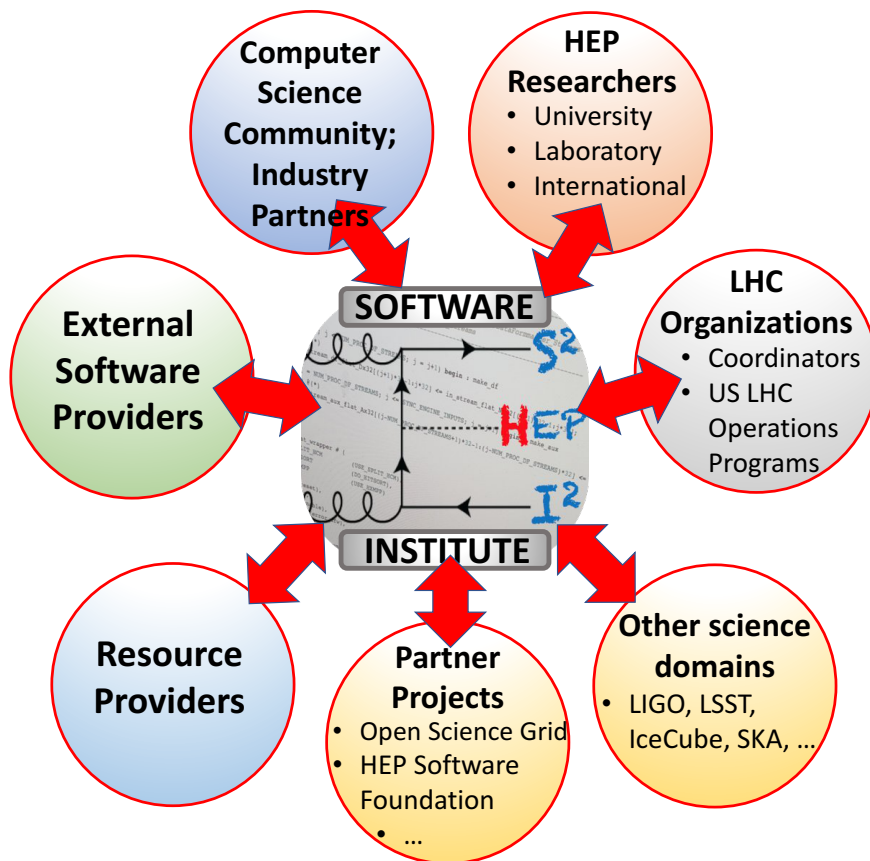 Computer
Science
Community;
Industry
Partners
HEP
Researchers
• University
• Laboratory
• International
External
Software
Providers
SOFTWARE
S²
HEP
I²
INSTITUTE
LHC
Organizations
• Coordinators
• US LHC
Operations
Programs
Resource
Providers
Partner
Projects
• Open Science Grid
• HEP Software
Foundation
• ...
Other science
domains
• LIGO, LSST,
IceCube, SKA, ...